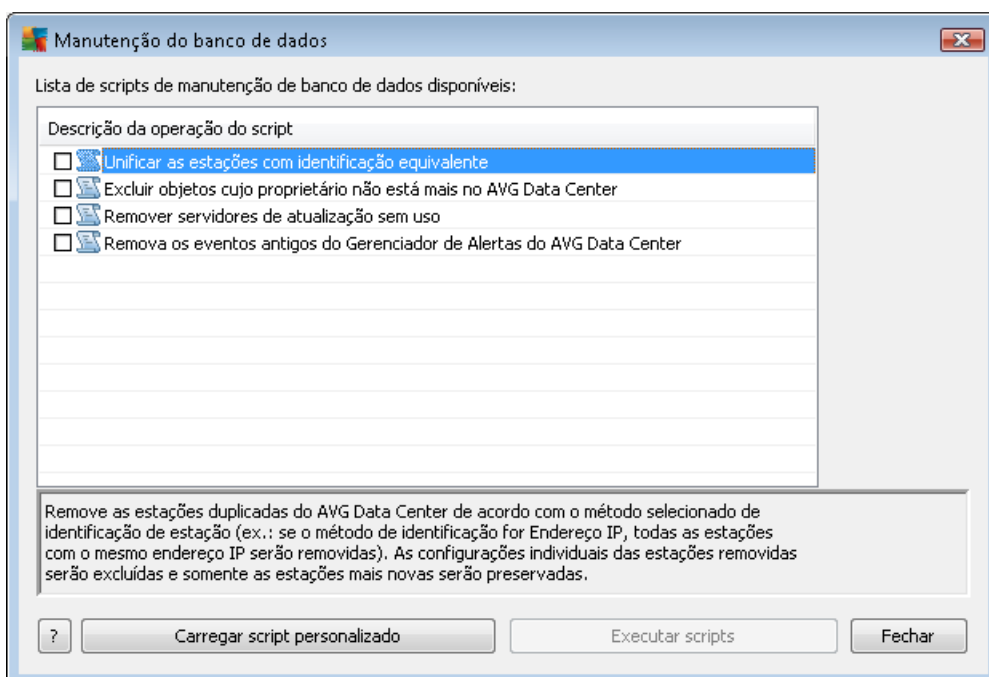 Manutenção do banco de dados
Lista de scripts de manutenção de banco de dados disponíveis:
Descrição da operação do script
Unificar as estações com identificação equivalente
Excluir objetos cujo proprietário não está mais no AVG Data Center
Remover servidores de atualização sem uso
Remova os eventos antigos do Gerenciador de Alertas do AVG Data Center
Remove as estações duplicadas do AVG Data Center de acordo com o método selecionado de
identificação de estação (ex.: se o método de identificação for Endereço IP, todas as estações
com o mesmo endereço IP serão removidas). As configurações individuais das estações removidas
serão excluídas e somente as estações mais novas serão preservadas.
? Carregar script personalizado Executar scripts Fechar